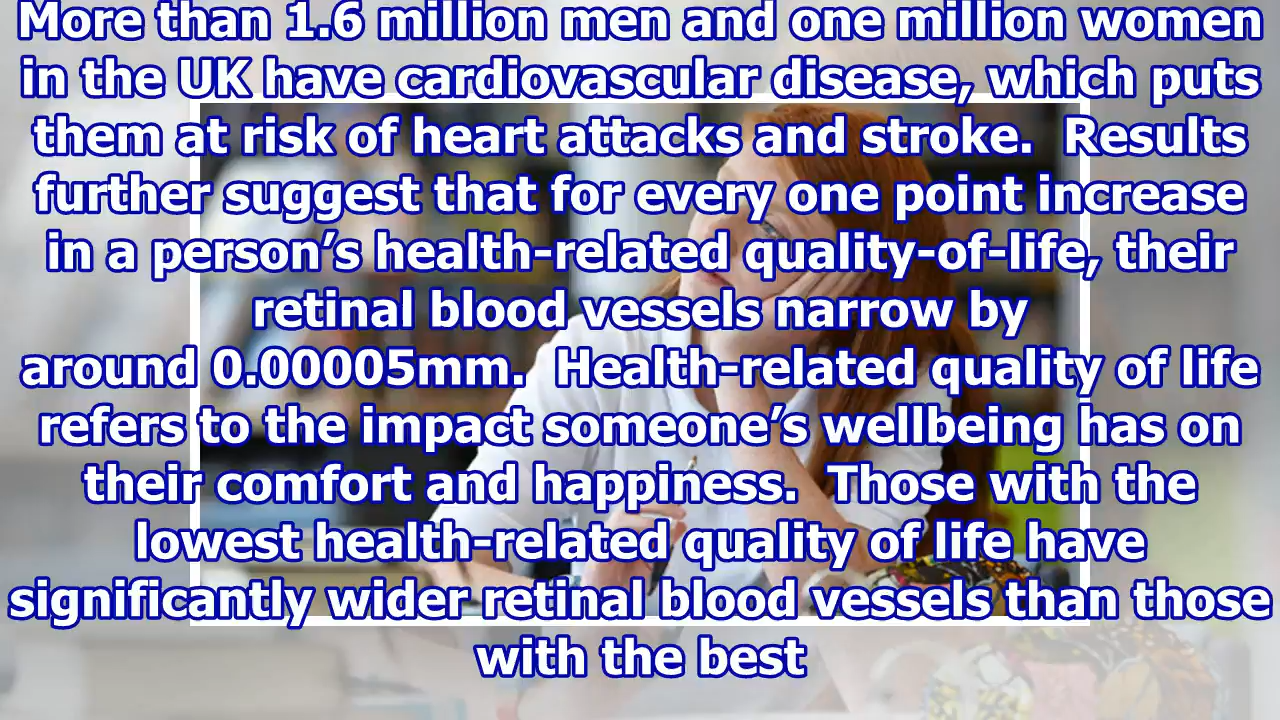 More than 1.6 million men and one million women
in the UK have cardiovascular disease, which puts
them at risk of heart attacks and stroke.  Results
further suggest that for every one point increase
in a person’s health-related quality-of-life, their
retinal blood vessels narrow by
around 0.00005mm.  Health-related quality of life
refers to the impact someone’s wellbeing has on
their comfort and happiness.  Those with the
lowest health-related quality of life have
significantly wider retinal blood vessels than those
with the best